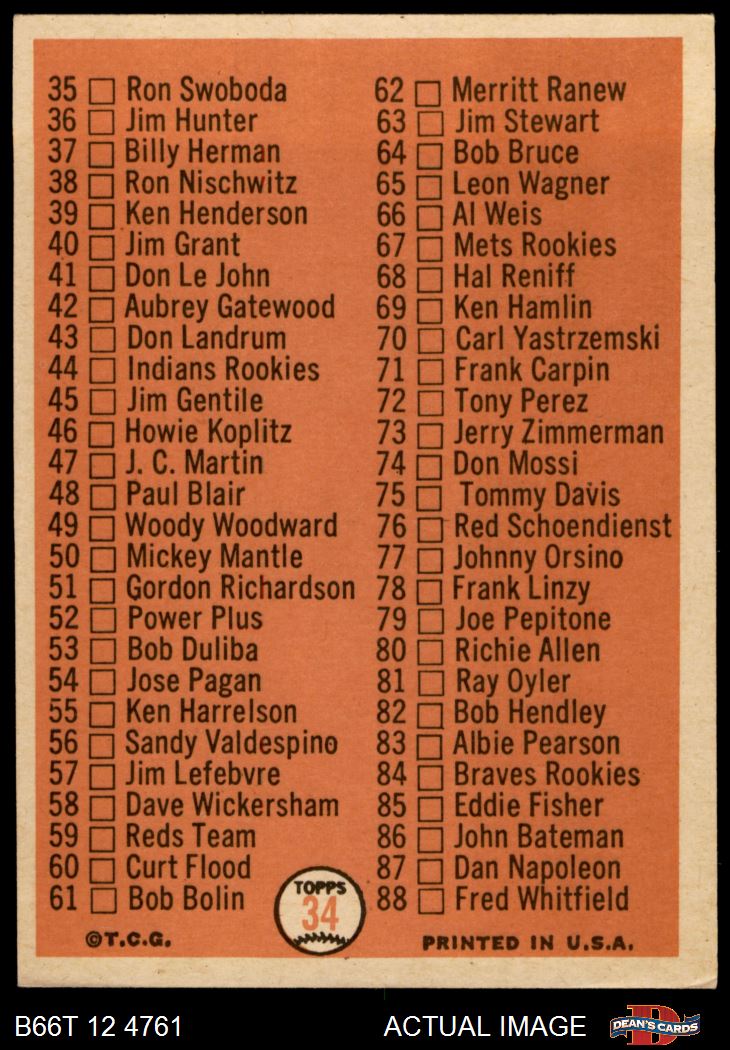 35 Ron Swoboda
36 Jim Hunter
37 Billy Herman
38 Ron Nischwitz
39 Ken Henderson
40 Jim Grant
41 Don Le John
42 Aubrey Gatewood
43 Don Landrum
44 Indians Rookies
45 Jim Gentile
46 Howie Koplitz
47 J. C. Martin
48 Paul Blair
49 Woody Woodward
50 Mickey Mantle
51 Gordon Richardson
52 Power Plus
53 Bob Duliba
54 Jose Pagan
55 Ken Harrelson
56 Sandy Valdespino
57 Jim Lefebvre
58 Dave Wickersham
59 Reds Team
60 Curt Flood
61 Bob Bolin
62 Merritt Ranew
63 Jim Stewart
64 Bob Bruce
65 Leon Wagner
66 Al Weis
67 Mets Rookies
68 Hal Reniff
69 Ken Hamlin
70 Carl Yastrzemski
71 Frank Carpin
72 Tony Perez
73 Jerry Zimmerman
74 Don Mossi
75 Tommy Davis
76 Red Schoendienst
77 Johnny Orsino
78 Frank Linzy
79 Joe Pepitone
80 Richie Allen
81 Ray Oyler
82 Bob Hendley
83 Albie Pearson
84 Braves Rookies
85 Eddie Fisher
86 John Bateman
87 Dan Napoleon
88 Fred Whitfield
TOPPS
34
©T.C.G.
PRINTED IN U.S.A.
B66T 12 4761
ACTUAL IMAGE
D
DEAN'S CARDS